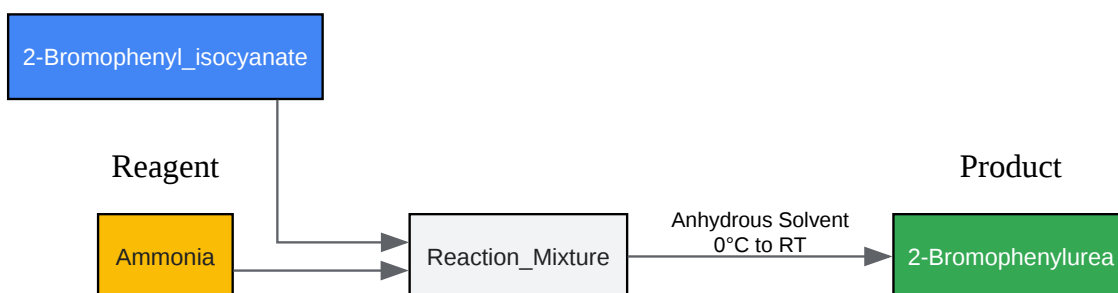 2-Bromophenyl_isocyanate
Reagent
Product
Ammonia
Reaction_Mixture
Anhydrous Solvent
0°C to RT
2-Bromophenylurea